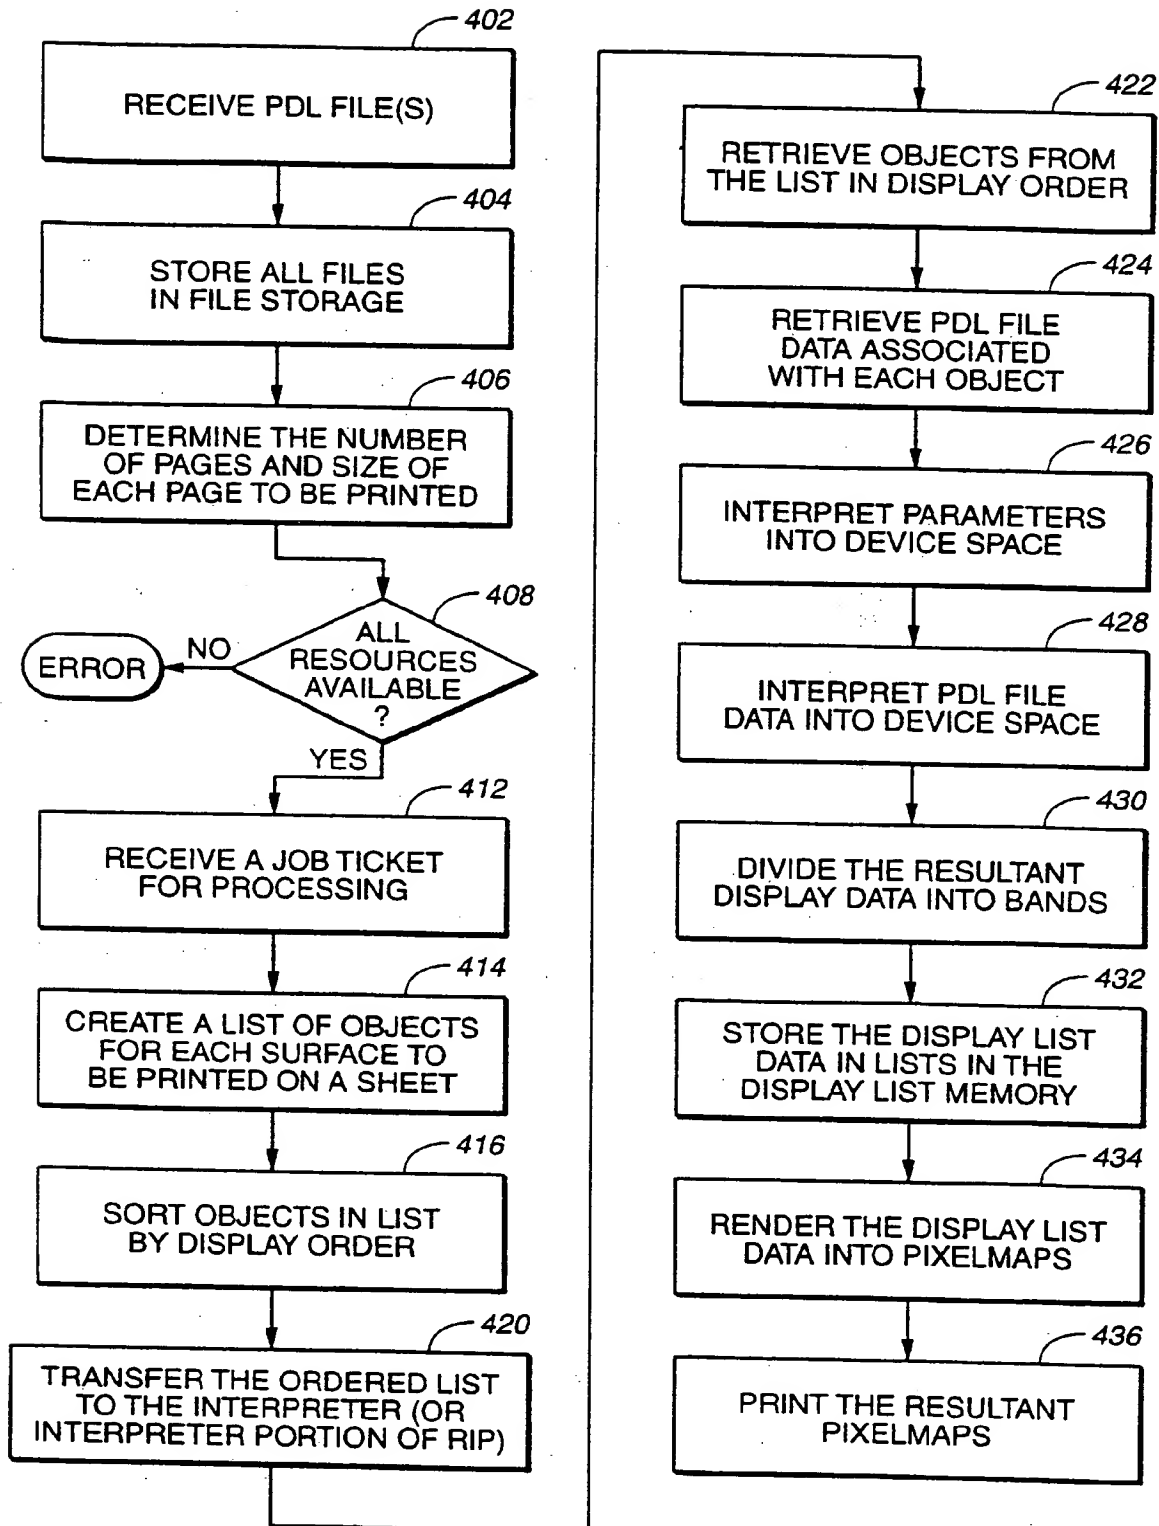 402
RECEIVE PDL FILE(S)
404
STORE ALL FILES
IN FILE STORAGE
406
DETERMINE THE NUMBER
OF PAGES AND SIZE OF
EACH PAGE TO BE PRINTED
408
ALL
RESOURCES
AVAILABLE
?
NO
ERROR
YES
412
RECEIVE A JOB TICKET
FOR PROCESSING
414
CREATE A LIST OF OBJECTS
FOR EACH SURFACE TO
BE PRINTED ON A SHEET
416
SORT OBJECTS IN LIST
BY DISPLAY ORDER
420
TRANSFER THE ORDERED LIST
TO THE INTERPRETER (OR
INTERPRETER PORTION OF RIP)
422
RETRIEVE OBJECTS FROM
THE LIST IN DISPLAY ORDER
424
RETRIEVE PDL FILE
DATA ASSOCIATED
WITH EACH OBJECT
426
INTERPRET PARAMETERS
INTO DEVICE SPACE
428
INTERPRET PDL FILE
DATA INTO DEVICE SPACE
430
DIVIDE THE RESULTANT
DISPLAY DATA INTO BANDS
432
STORE THE DISPLAY LIST
DATA IN LISTS IN THE
DISPLAY LIST MEMORY
434
RENDER THE DISPLAY LIST
DATA INTO PIXELMAPS
436
PRINT THE RESULTANT
PIXELMAPS